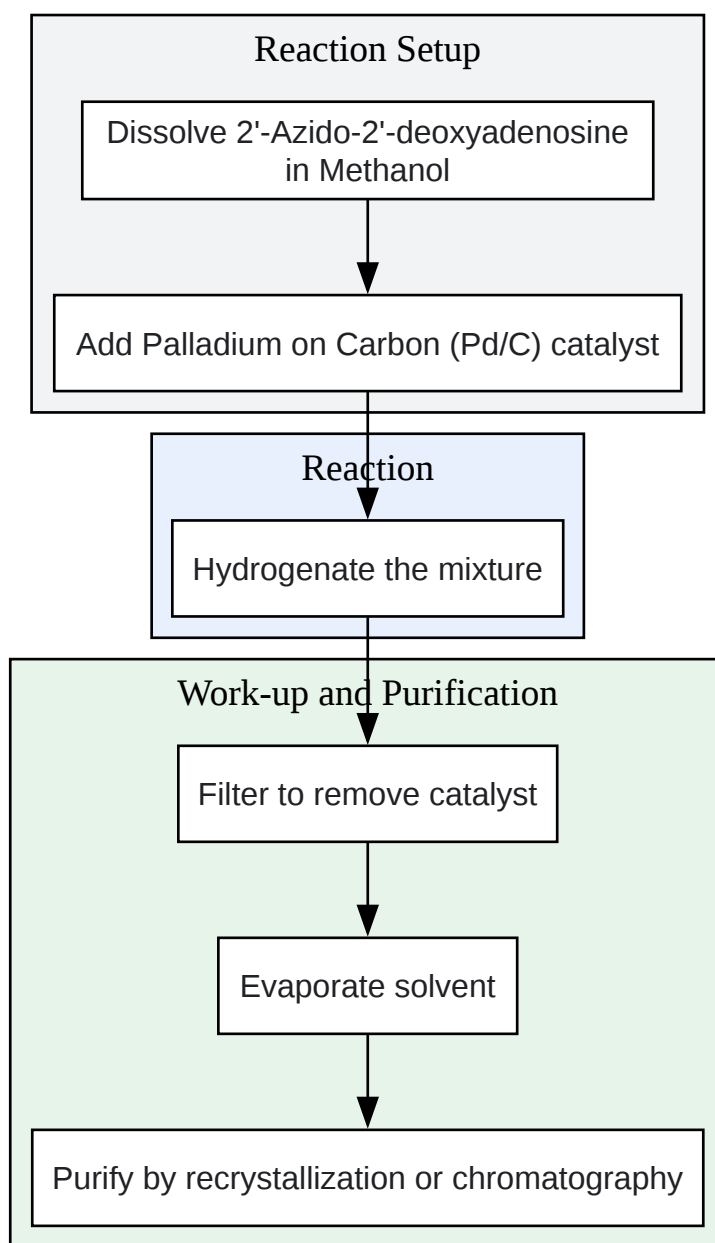 Reaction Setup
Dissolve 2'-Azido-2'-deoxyadenosine
in Methanol
Add Palladium on Carbon (Pd/C) catalyst
Reaction
Hydrogenate the mixture
Work-up and Purification
Filter to remove catalyst
Evaporate solvent
Purify by recrystallization or chromatography